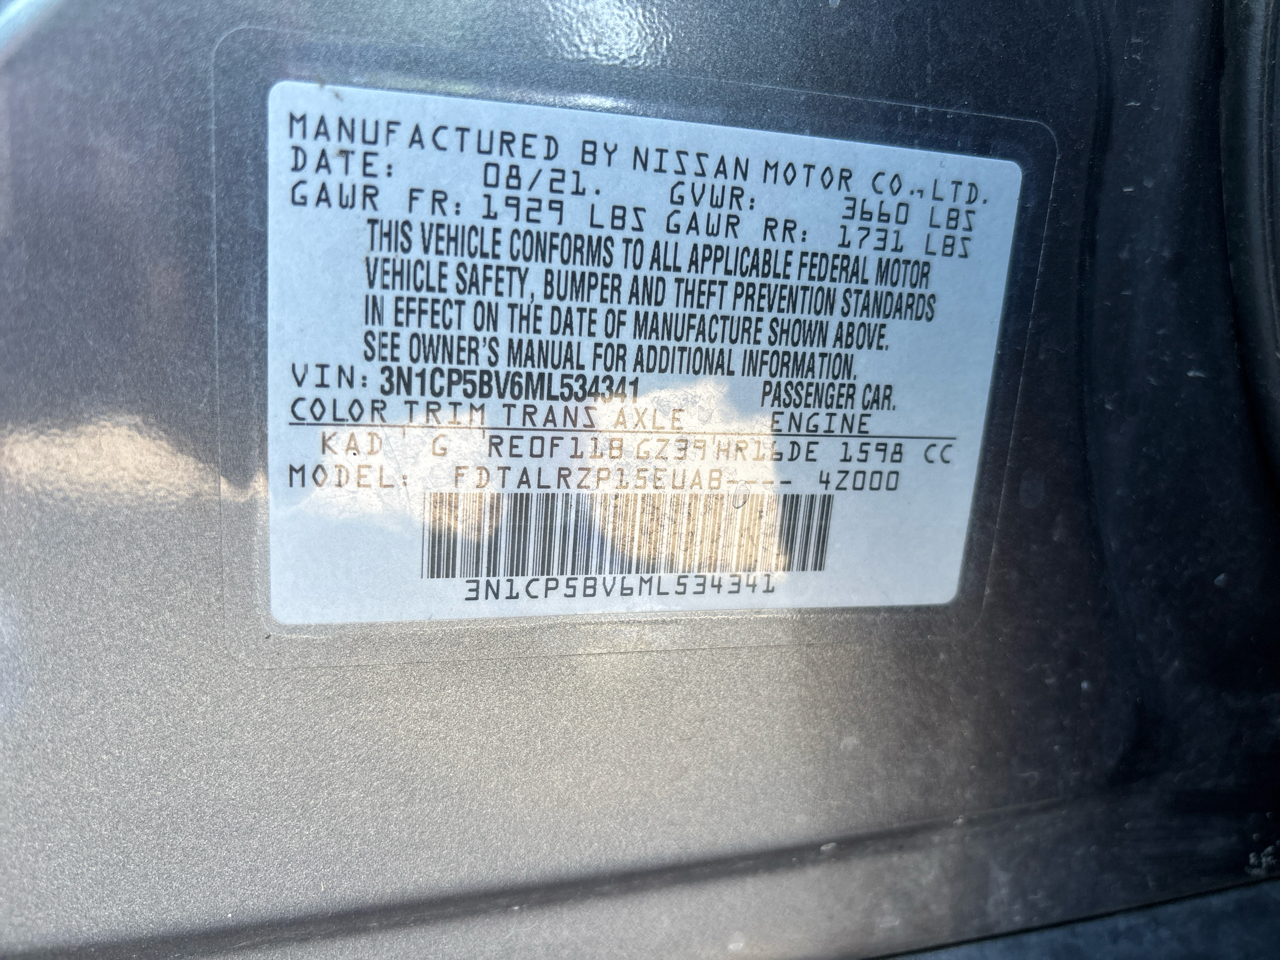 MANUFACTURED BY NISSAN MOTOR CO., LTD.
DATE: 08/21. GVWR: 3660 LBS
GAWR FR: 1929 LBS GAWR RR: 1731 LBS
THIS VEHICLE CONFORMS TO ALL APPLICABLE FEDERAL MOTOR
VEHICLE SAFETY, BUMPER AND THEFT PREVENTION STANDARDS
IN EFFECT ON THE DATE OF MANUFACTURE SHOWN ABOVE.
SEE OWNER'S MANUAL FOR ADDITIONAL INFORMATION.
VIN: 3N1CP5BV6ML534341 PASSENGER CAR.
COLOR TRIM TRANS AXLE ENGINE
KAD G RE0F11B GZ39 HR16DE 1598 CC
MODEL: FDTALRZP15EUAB---- 4Z000
3N1CP5BV6ML534341